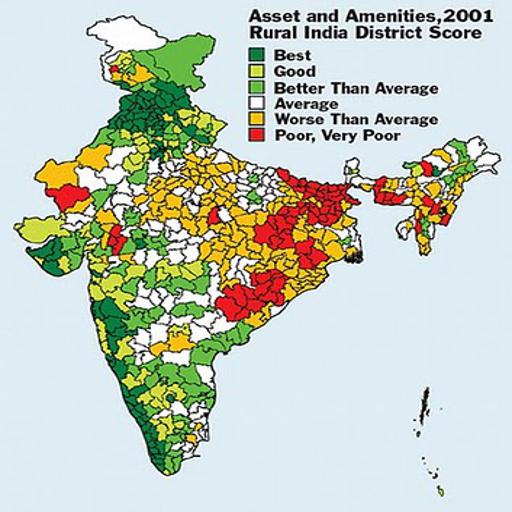 Asset and Amenities,2001
Rural India District Score
Best
Good
Better Than Average
Average
Worse Than Average
Poor, Very Poor